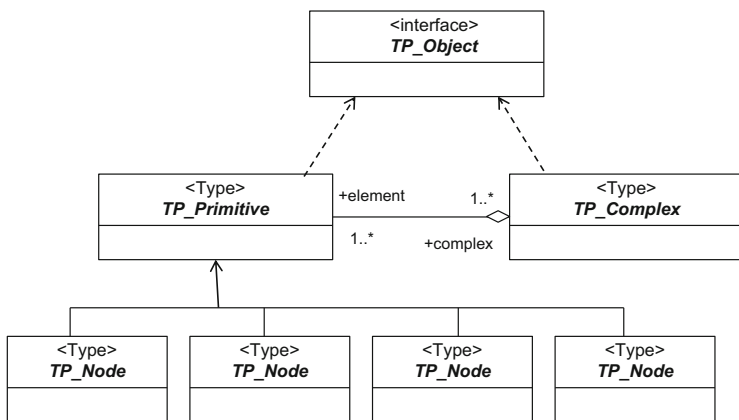 <interface>
TP_Object
<Type>
TP_Primitive
+element
1..*
1..*
+complex
<Type>
TP_Complex
<Type>
TP_Node
<Type>
TP_Node
<Type>
TP_Node
<Type>
TP_Node